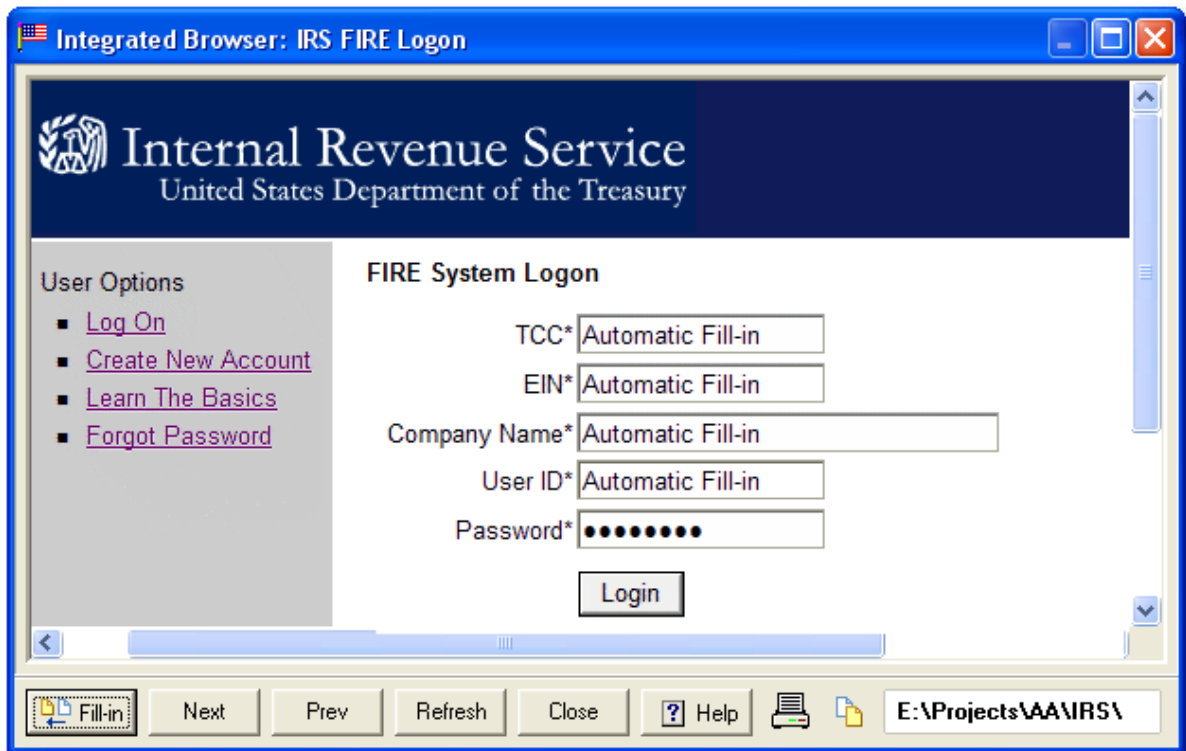 Integrated Browser: IRS FIRE Logon
Internal Revenue Service
United States Department of the Treasury
User Options
Log On
Create New Account
Learn The Basics
Forgot Password
FIRE System Logon
TCC* Automatic Fill-in
EIN* Automatic Fill-in
Company Name* Automatic Fill-in
User ID* Automatic Fill-in
Password* ●●●●●●●●
Login
Fill-in Next Prev Refresh Close ? Help E:\Projects\AA\IRS\